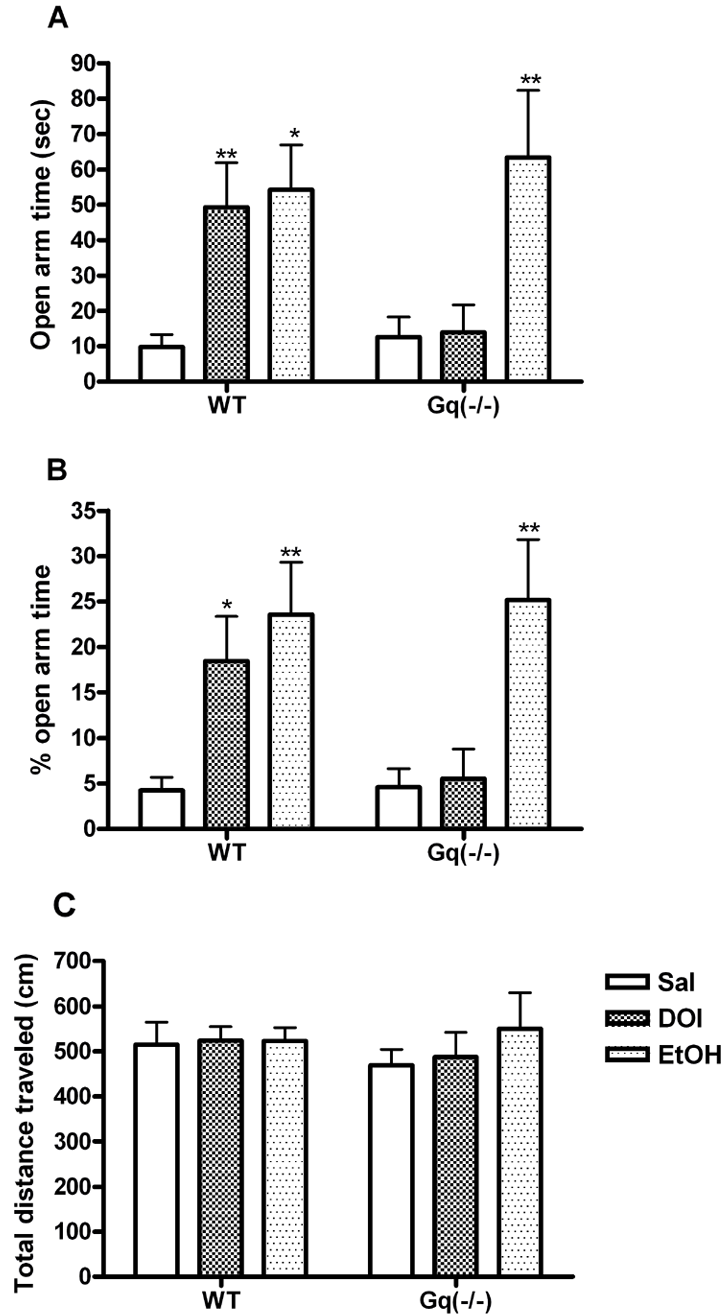 A
Open arm time (sec)
90
80
70
60
50
40
30
20
10
0
**
*
**
WT
Gq(-/-)
B
% open arm time
35
30
25
20
15
10
5
0
*
**
**
WT
Gq(-/-)
C
Total distance traveled (cm)
700
600
500
400
300
200
100
0
WT
Gq(-/-)
Sal
DOI
EtOH